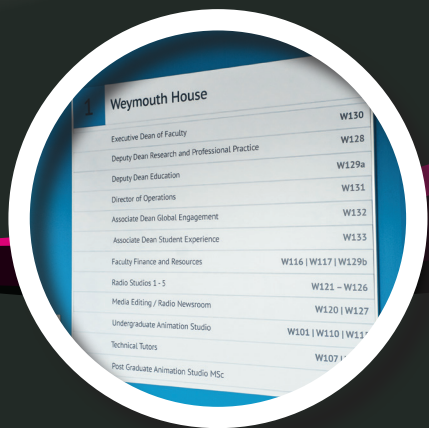 1 Weymouth House
Executive Dean of Faculty W130
Deputy Dean Research and Professional Practice W128
Deputy Dean Education W129a
Director of Operations W131
Associate Dean Global Engagement W132
Associate Dean Student Experience W133
Faculty Finance and Resources W116 | W117 | W129b
Radio Studios 1 - 5 W121 – W126
Media Editing / Radio Newsroom W120 | W127
Undergraduate Animation Studio W101 | W110 |
Technical Tutors W107
Post Graduate Animation Studio MSc